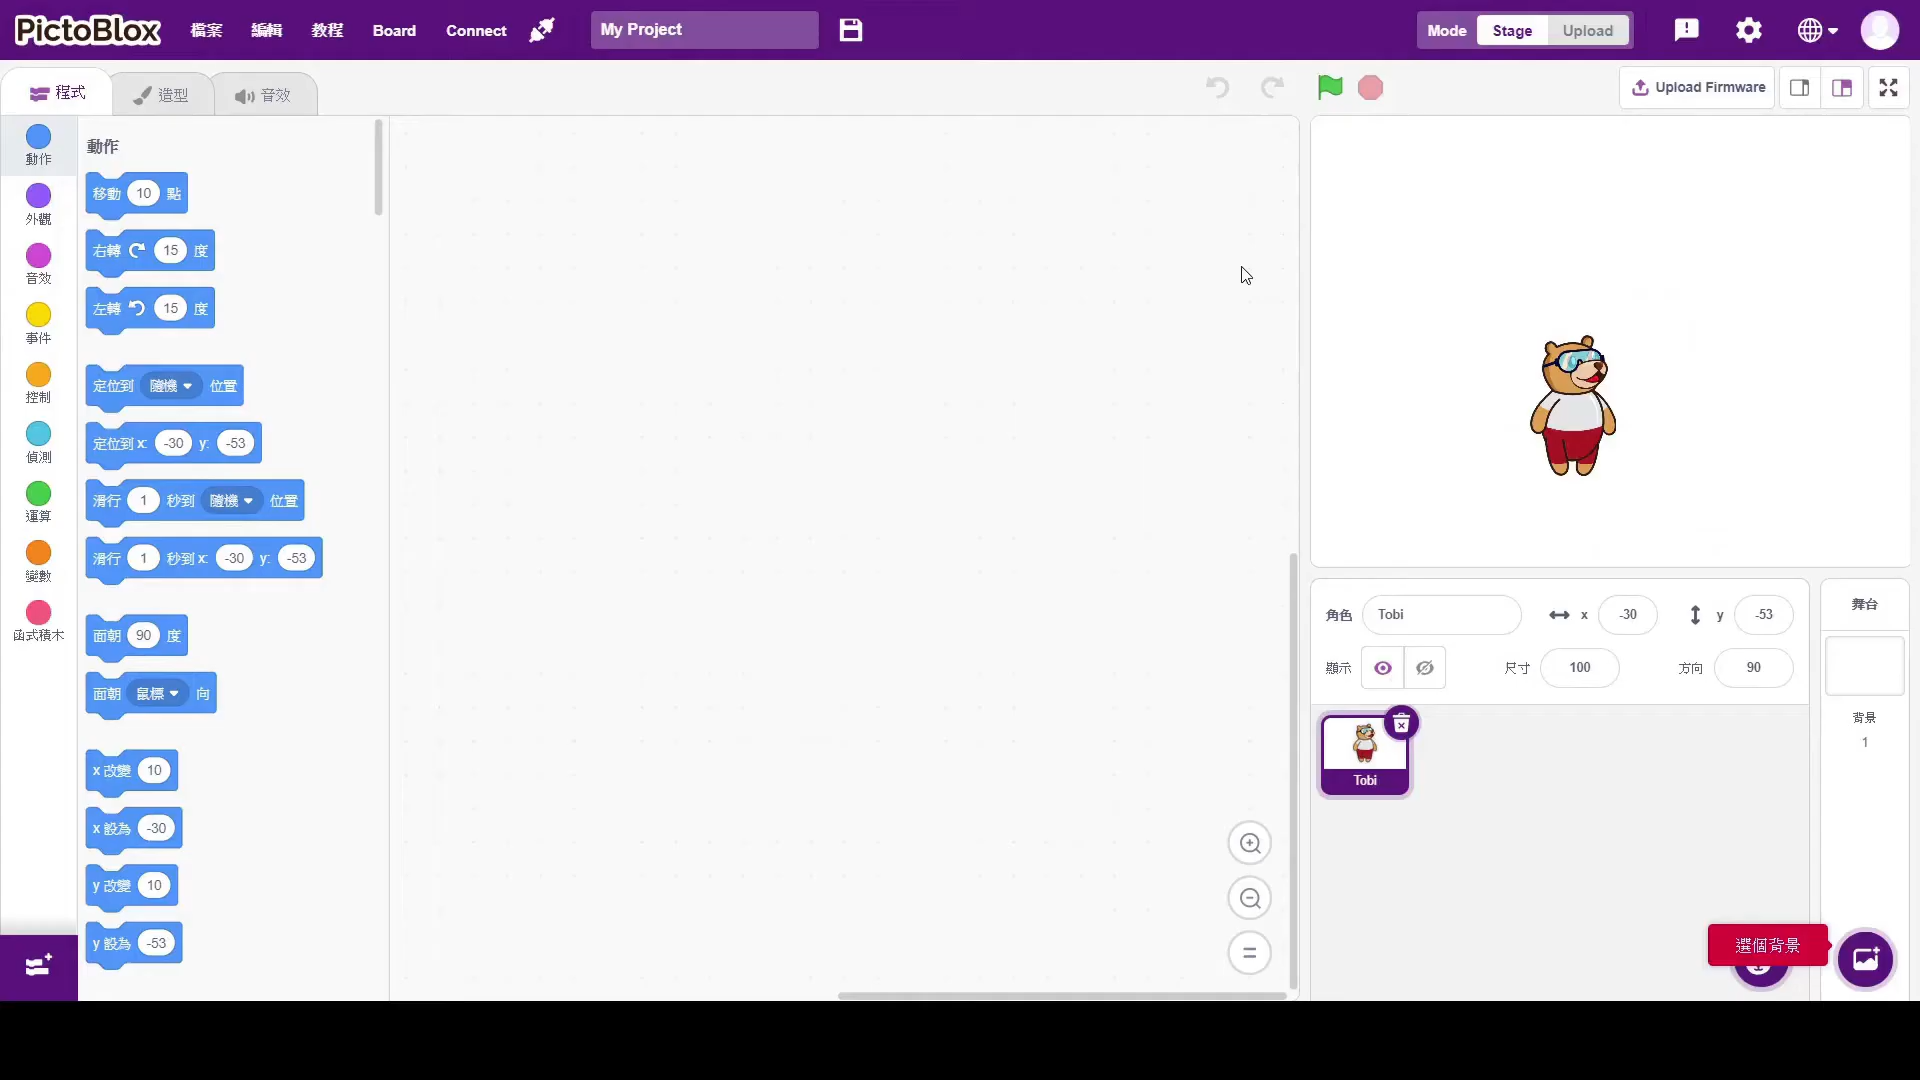 PictoBlox 檔案 編輯 教程 Board Connect My Project Mode Stage Upload
程式 造型 音效 Upload Firmware
動作
外觀
音效
事件
控制
偵測
運算
變數
函式積木
動作
移動 10 點
右轉 15 度
左轉 15 度
定位到 隨機 位置
定位到 x: -30 y: -53
滑行 1 秒到 隨機 位置
滑行 1 秒到 x: -30 y: -53
面朝 90 度
面朝 鼠標 向
x 改變 10
x 設為 -30
y 改變 10
y 設為 -53
角色 Tobi x -30 y -53
顯示 尺寸 100 方向 90
Tobi
舞台
背景
1
選個背景